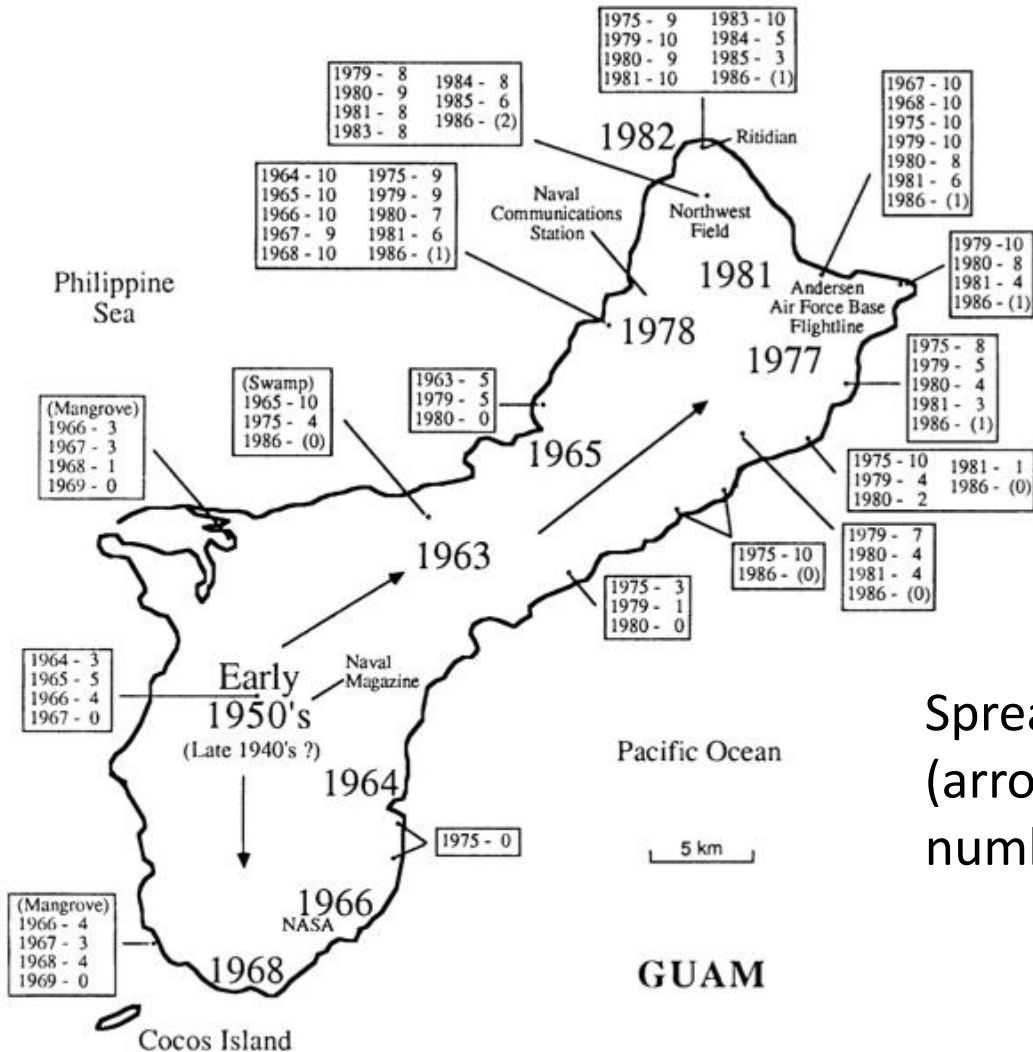 1975 - 9 1983 - 10
1979 - 10 1984 - 5
1980 - 9 1985 - 3
1981 - 10 1986 - (1)
1979 - 8 1984 - 8
1980 - 9 1985 - 6
1981 - 8 1986 - (2)
1983 - 8
1967 - 10
1968 - 10
1975 - 10
1979 - 10
1980 - 8
1981 - 6
1986 - (1)
1982
Ritidian
1964 - 10 1975 - 9
1965 - 10 1979 - 9
1966 - 10 1980 - 7
1967 - 9 1981 - 6
1968 - 10 1986 - (1)
Naval
Communications
Station
Northwest
Field
1979 -10
1980 - 8
1981 - 4
1986 - (1)
Philippine
Sea
1981
Andersen
Air Force Base
Flightline
1978
1977
1975 - 8
1979 - 5
1980 - 4
1981 - 3
1986 - (1)
(Swamp)
1965 - 10
1975 - 4
1986 - (0)
1963 - 5
1979 - 5
1980 - 0
(Mangrove)
1966 - 3
1967 - 3
1968 - 1
1969 - 0
1965
1975 - 10 1981 - 1
1979 - 4 1986 - (0)
1980 - 2
1963
1975 - 10
1986 - (0)
1979 - 7
1980 - 4
1981 - 4
1986 - (0)
1975 - 3
1979 - 1
1980 - 0
1964 - 3
1965 - 5
1966 - 4
1967 - 0
Early
1950's
(Late 1940's ?)
Naval
Magazine
Pacific Ocean
1964
1975 - 0
5 km
(Mangrove)
1966 - 4
1967 - 3
1968 - 4
1969 - 0
1966
NASA
1968
GUAM
Cocos Island